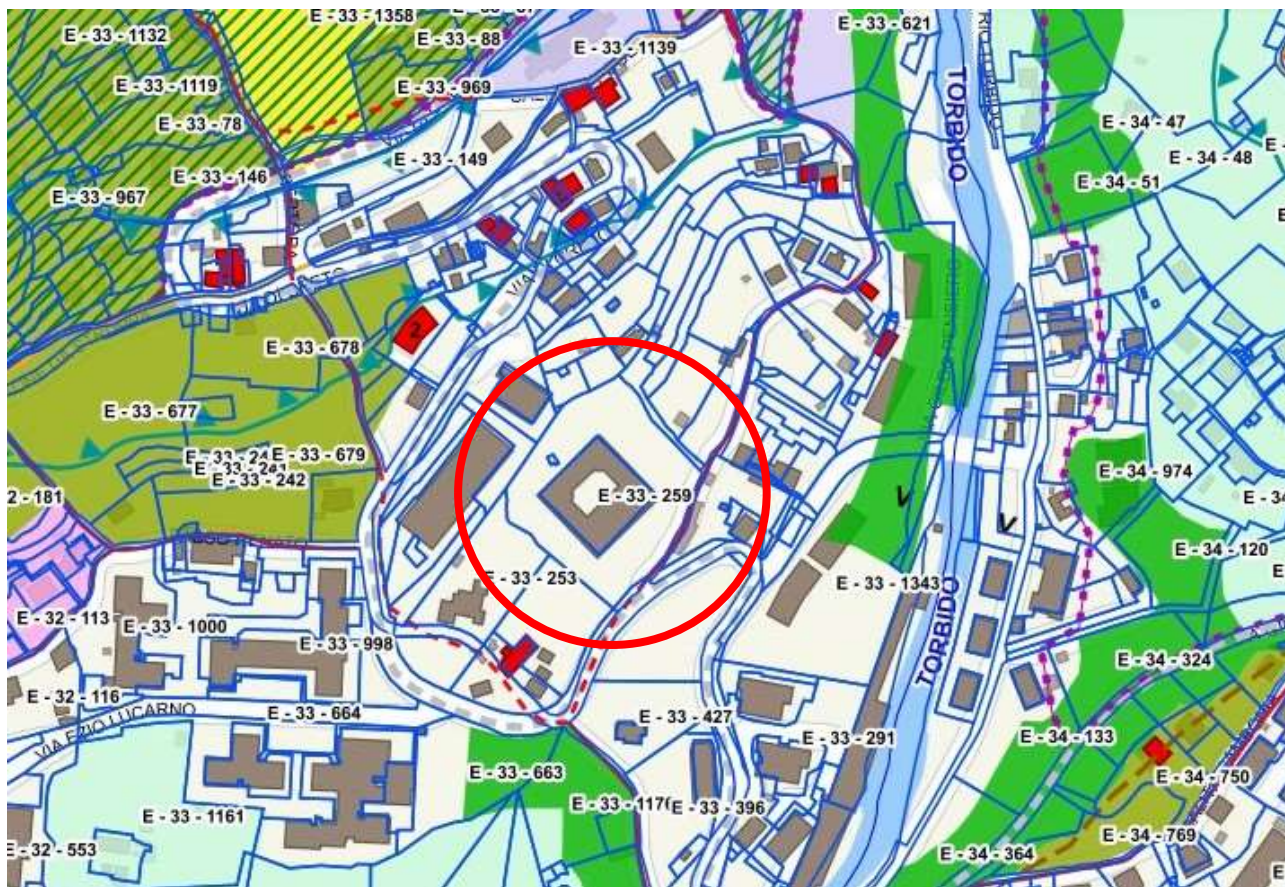 E - 33 - 1358
E - 33 - 1132
E - 33 - 88
E - 33 - 621
E - 33 - 1139
E - 33 - 1119
E - 33 - 969
E - 33 - 78
E - 34 - 47
TORBIDO
E - 33 - 149
E - 34 - 48
E - 33 - 146
E - 34 - 51
E - 33 - 967
2
E - 33 - 678
E - 33 - 677
E - 33 - 679
E - 33 - 242
E - 34 - 974
2 - 181
E - 33 - 259
V
V
E - 34 - 120
E - 33 - 253
E - 33 - 1343
TORBIDO
E - 32 - 113
E - 33 - 1000
E - 33 - 998
E - 34 - 324
E - 32 - 116
VIA EZIO LUCARNO
E - 33 - 664
E - 33 - 427
E - 33 - 291
E - 34 - 133
E - 33 - 663
E - 34 - 750
E - 33 - 1176
E - 33 - 396
E - 33 - 1161
E - 34 - 769
E - 32 - 553
E - 34 - 364